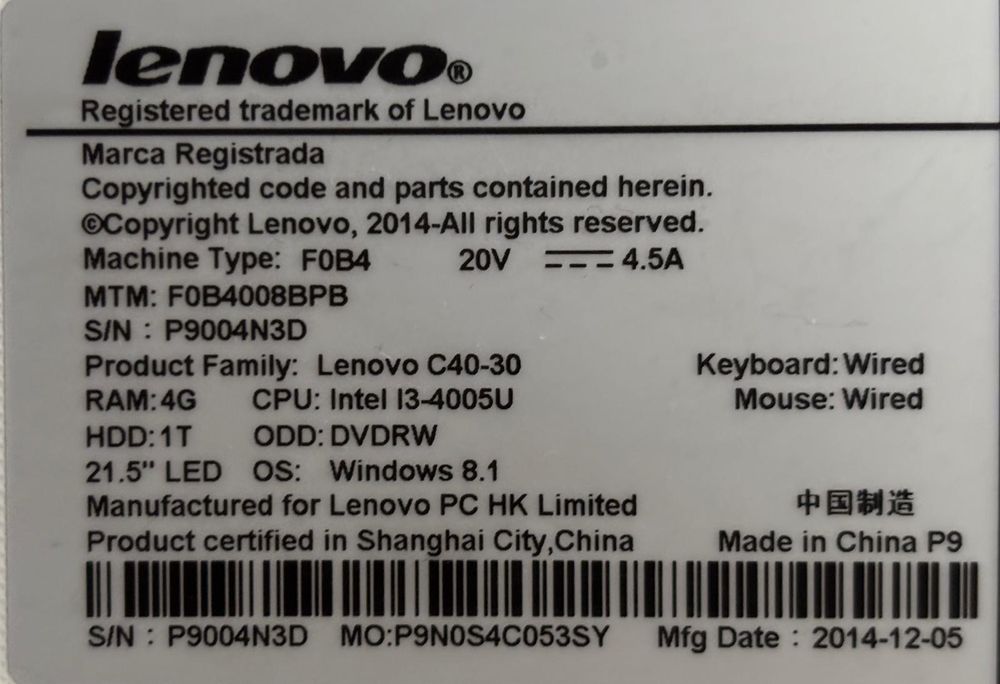 lenovo®
Registered trademark of Lenovo
Marca Registrada
Copyrighted code and parts contained herein.
©Copyright Lenovo, 2014-All rights reserved.
Machine Type: F0B4 20V 4.5A
MTM: F0B4008BPB
S/N : P9004N3D
Product Family: Lenovo C40-30 Keyboard: Wired
RAM:4G CPU: Intel I3-4005U Mouse: Wired
HDD:1T ODD: DVDRW
21.5" LED OS: Windows 8.1
Manufactured for Lenovo PC HK Limited 中国制造
Product certified in Shanghai City,China Made in China P9
S/N : P9004N3D MO:P9N0S4C053SY Mfg Date : 2014-12-05